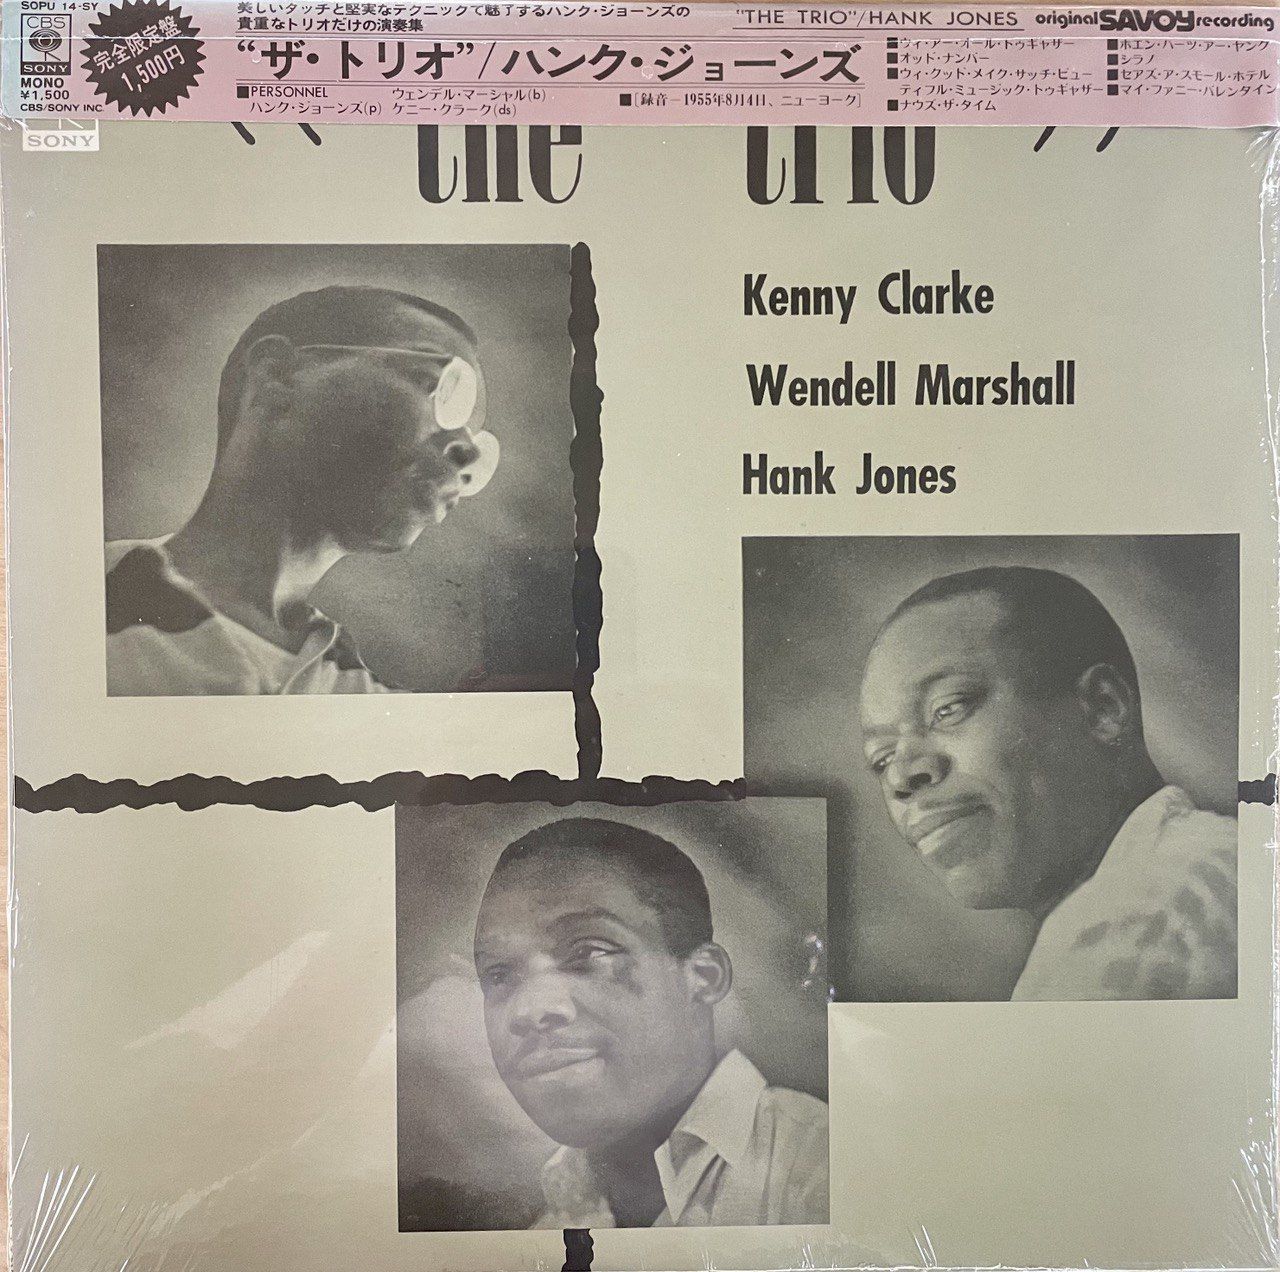 SOPU 14-SY
CBS
SONY
MONO
¥1,500
CBS/SONY INC.
完全限定盤
1,500円
美しいタッチと堅実なテクニックで魅了するハンク・ジョーンズの
貴重なトリオだけの演奏集
“ザ・トリオ”/ハンク・ジョーンズ
■PERSONNEL
ハンク・ジョーンズ(p)
ウェンデル・マーシャル(b)
ケニー・クラーク(ds)
■[録音－1955年8月4日、ニューヨーク]
"THE TRIO"/HANK JONES
original SAVOY recording
■ウィ・アー・オール・トゥギャザー
■オッド・ナンバー
■ウィ・クッド・メイク・サッチ・ビュー
ティフル・ミュージック・トゥギャザー
■ナウズ・ザ・タイム
■ホエン・ハーツ・アー・ヤング
■シラノ
■セアズ・ア・スモール・ホテル
■マイ・ファニー・バレンタイン
SONY
“the trio”
Kenny Clarke
Wendell Marshall
Hank Jones